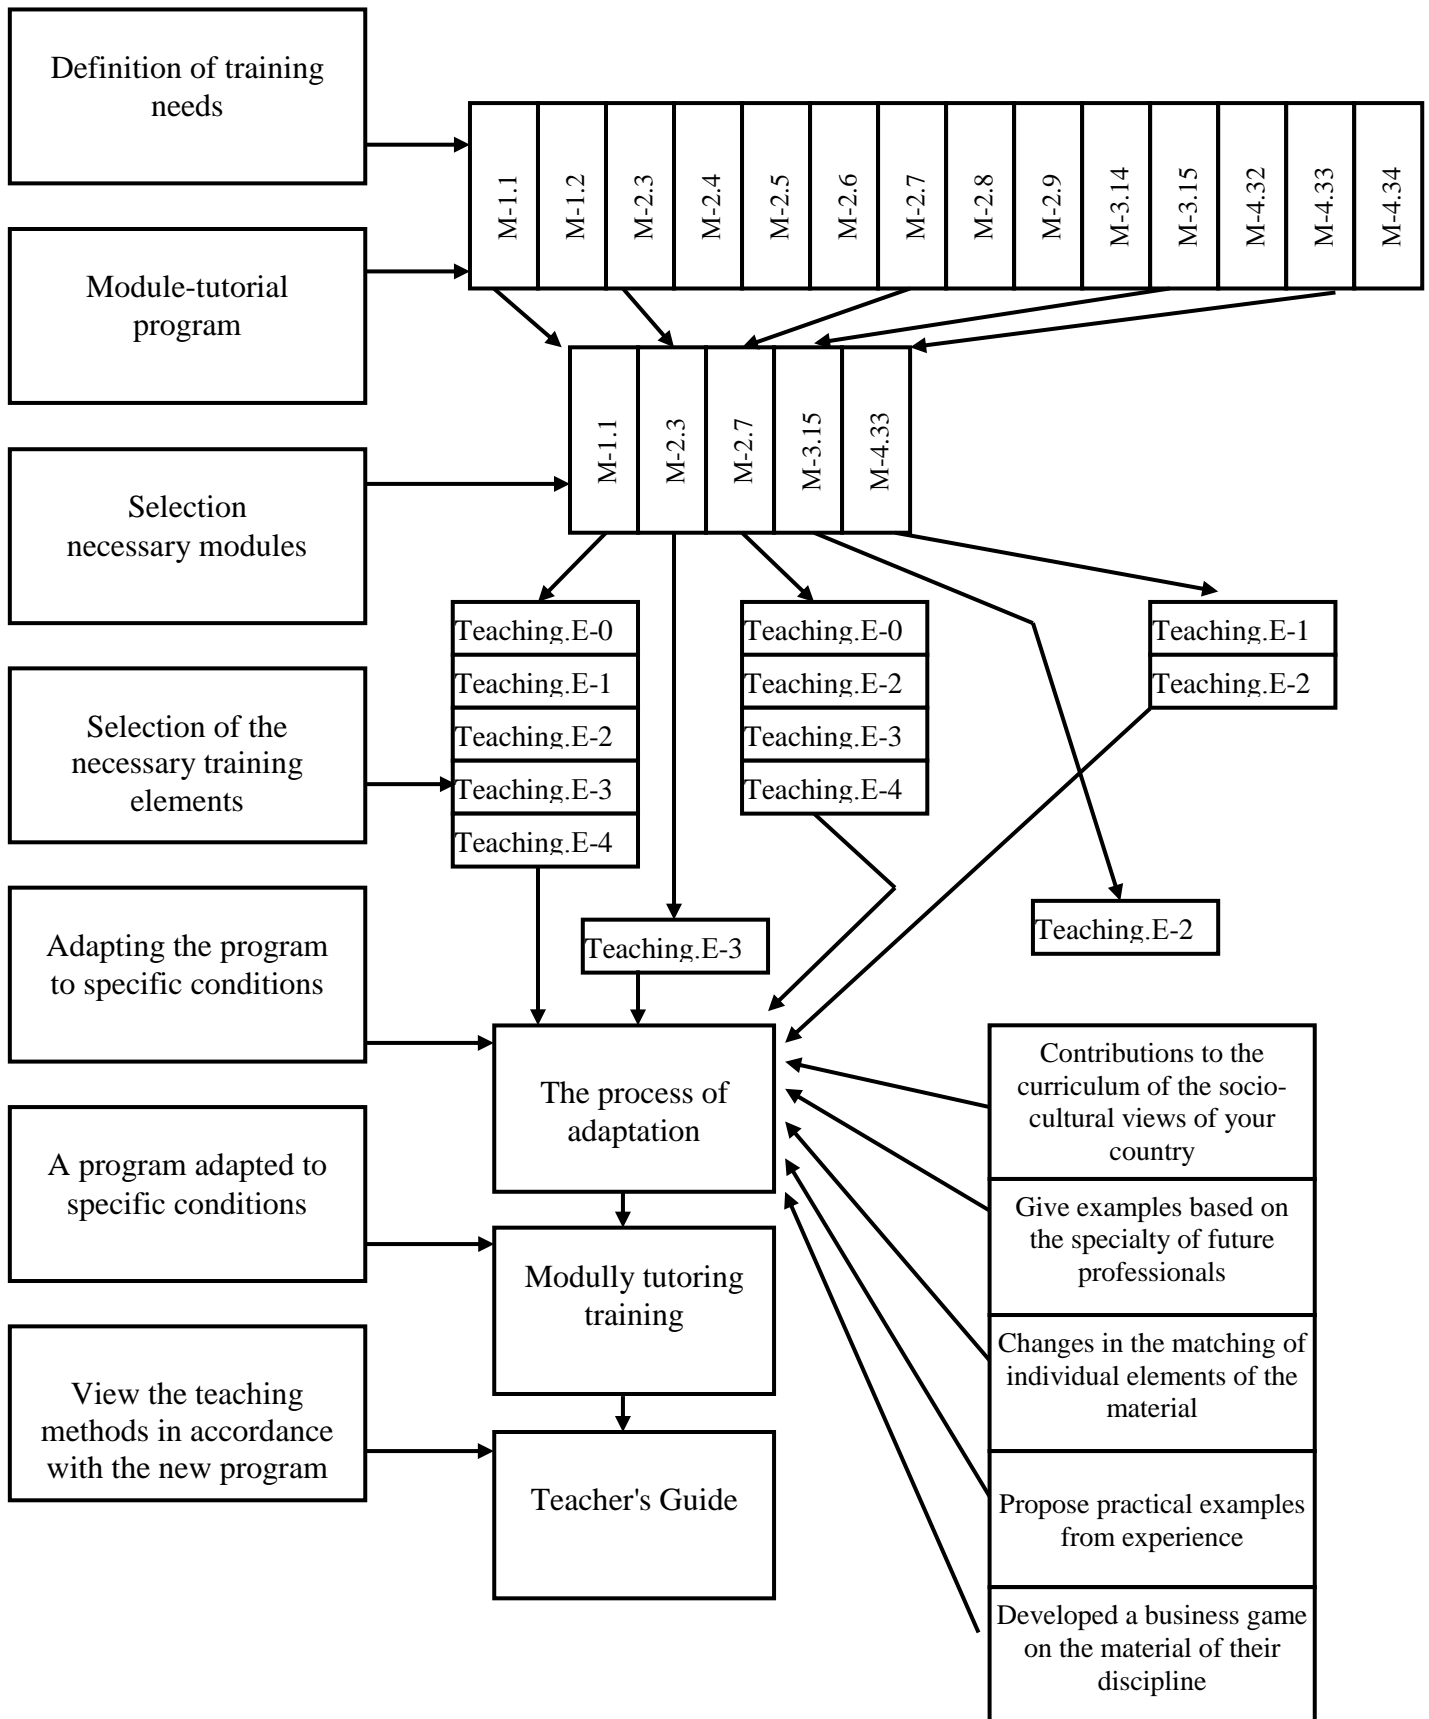 Definition of training
needs
M-1.1
M-1.2
M-2.3
M-2.4
M-2.5
M-2.6
M-2.7
M-2.8
M-2.9
M-3.14
M-3.15
M-4.32
M-4.33
M-4.34
Module-tutorial
program
M-1.1
M-2.3
M-2.7
M-3.15
M-4.33
Selection
necessary modules
Teaching.E-0
Teaching.E-1
Teaching.E-2
Teaching.E-3
Teaching.E-4
Teaching.E-0
Teaching.E-2
Teaching.E-3
Teaching.E-4
Teaching.E-1
Teaching.E-2
Selection of the
necessary training
elements
Teaching.E-3
Teaching.E-2
Adapting the program
to specific conditions
The process of
adaptation
Contributions to the
curriculum of the socio-
cultural views of your
country
Give examples based on
the specialty of future
professionals
Changes in the matching of
individual elements of the
material
Propose practical examples
from experience
Developed a business game
on the material of their
discipline
A program adapted to
specific conditions
Modully tutoring
training
View the teaching
methods in accordance
with the new program
Teacher's Guide